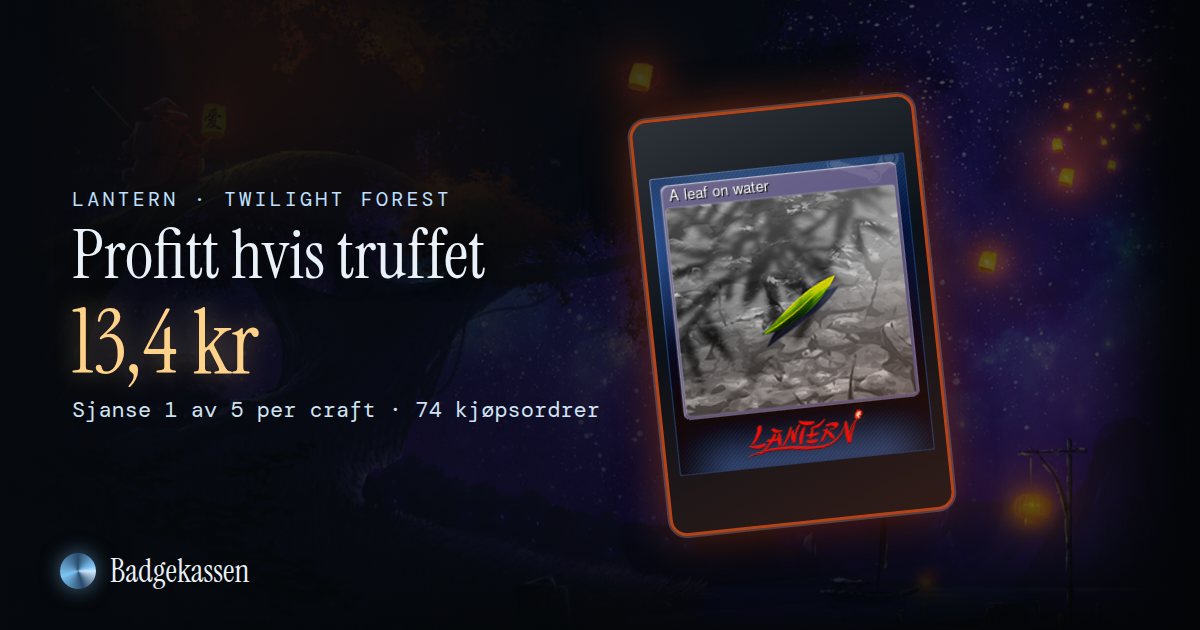 LANTERN · TWILIGHT FOREST
Profitt hvis truffet
13,4 kr
Sjanse 1 av 5 per craft · 74 kjøpsordrer
Badgekassen
A leaf on water
LANTERN
愛